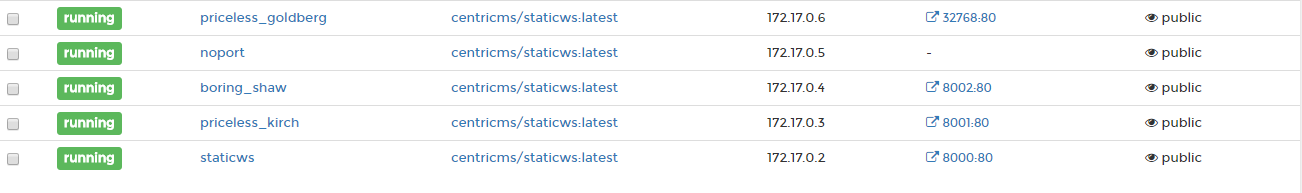 running priceless_goldberg centricms/staticws:latest 172.17.0.6 32768:80 public
running noport centricms/staticws:latest 172.17.0.5 - public
running boring_shaw centricms/staticws:latest 172.17.0.4 8002:80 public
running priceless_kirch centricms/staticws:latest 172.17.0.3 8001:80 public
running staticws centricms/staticws:latest 172.17.0.2 8000:80 public